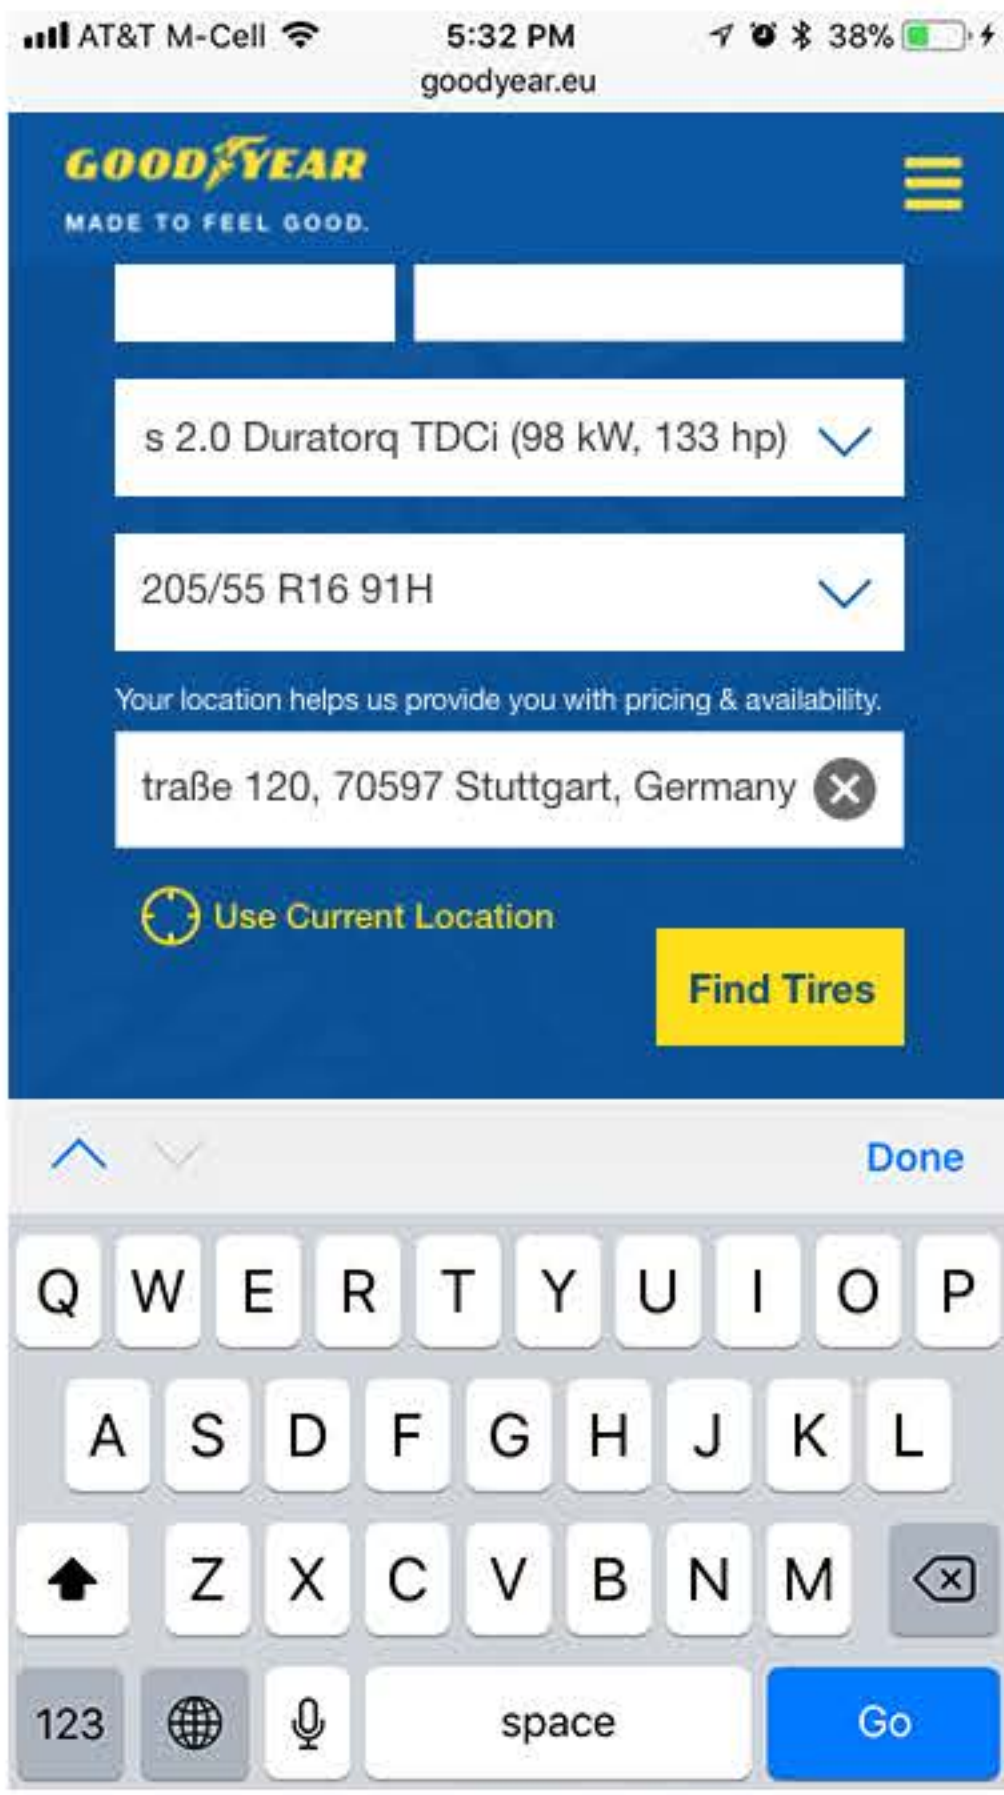 AT&T M-Cell 5:32 PM 38%
goodyear.eu
GOODYEAR
MADE TO FEEL GOOD.
s 2.0 Duratorq TDCi (98 kW, 133 hp)
205/55 R16 91H
Your location helps us provide you with pricing & availability.
traße 120, 70597 Stuttgart, Germany
Use Current Location
Find Tires
Done
Q W E R T Y U I O P
A S D F G H J K L
Z X C V B N M
123 space Go